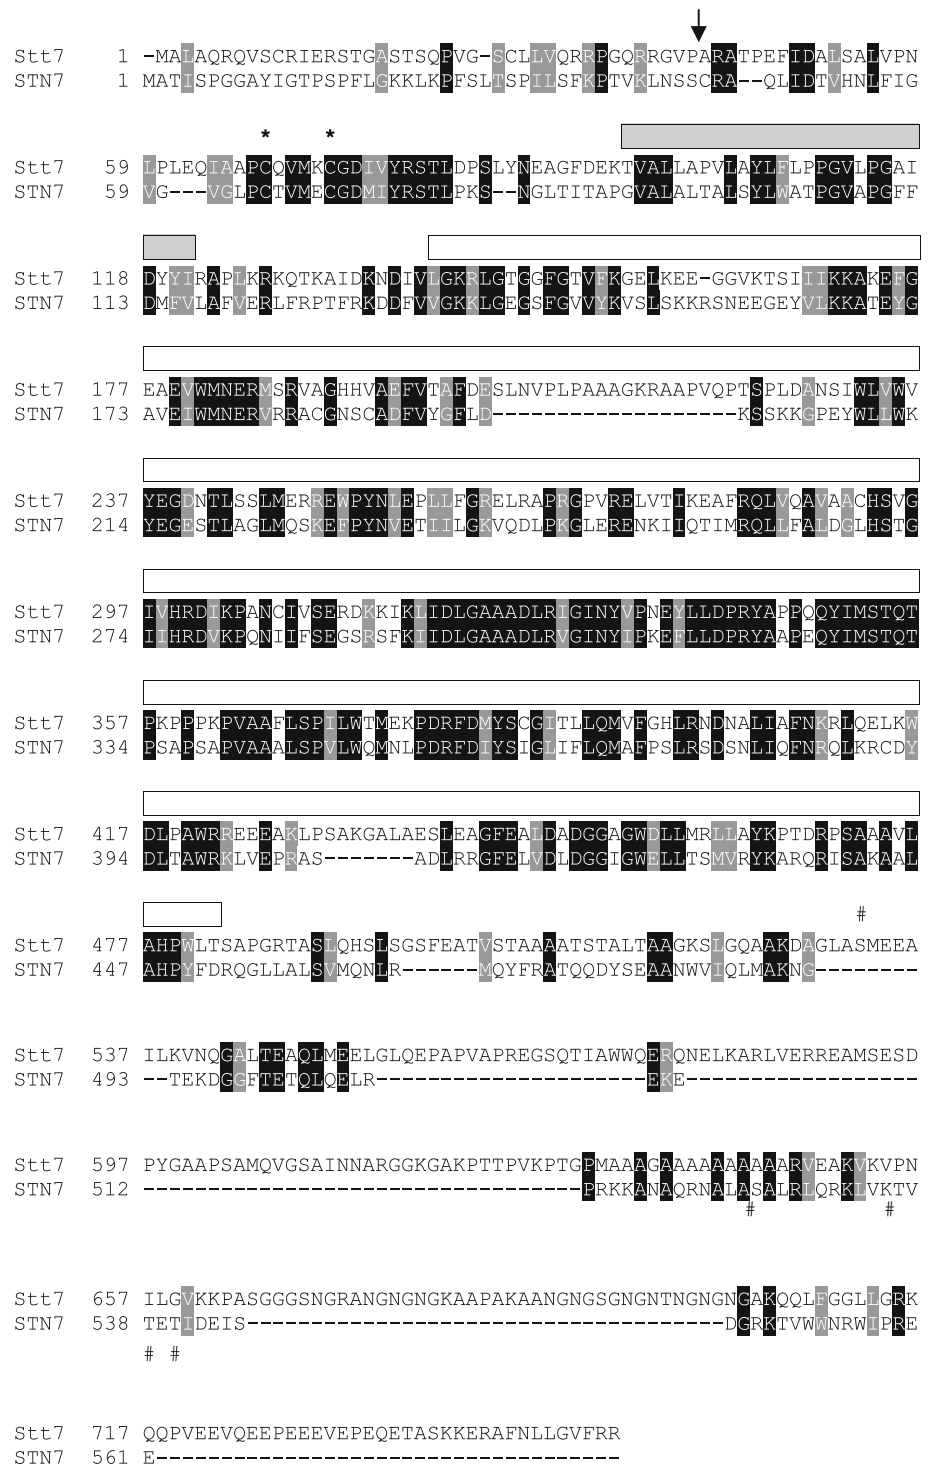 Stt7 1 -MALAQRQVSCRIERSTGASTSQPVG-SCLLVQRRPGQRRGVPARATPEFIDALSALVPN
STN7 1 MATISPGGAYIGTPSPFLGKKLKPFSLTSPILSFKPTVKLNSSCRA--QLIDTVHNLFIG
* *
Stt7 59 LPLEQIAAPCQVMKCGDIVYRSTLDPSLYNEAGFDEKTVALLAPVLAYLFLPPGVLPGAI
STN7 59 VG---VGLPCTVMECGDMIYRSTLPKS--NGLTITAPGVALALTALSYLWATPGVAPGFF
Stt7 118 DYYIRAPLKRKQTKAIDKNDIVLGKRLGTGGFGTVFKGELKEE-GGVKTSIIIKKAKEFG
STN7 113 DMFVLAFVERLFRPTFRKDDFVVGKKLGEGSFGVVYKVSLSKKRSNEEGEYVLKKATEYG
Stt7 177 EAEVWMNERMSRVAGHHVAEFVTAFDESLNVPLPAAAGKRAAPVQPTSPLDANSIWLVWV
STN7 173 AVEIWMNERVRRACGNSCADFVYGFLD-------------------KSSKKGPEYWLLWK
Stt7 237 YEGDNTLSSLMERREWPYNLEPLLFGRELRAPRGPVRELVTIKEAFRQLVQAVAACHSVG
STN7 214 YEGESTLAGLMQSKEFPYNVETIILGKVQDLPKGLERENKIIQTIMRQLLFALDGLHSTG
Stt7 297 IVHRDIKPANCIVSERDKKIKLIDLGAAADLRIGINYVPNEYLLDPRYAPPQQYIMSTQT
STN7 274 IIHRDVKPQNIIFSEGSRSFKIIDLGAAADLRVGINYIPKEFLLDPRYAAPEQYIMSTQT
Stt7 357 PKPPPKPVAAFLSPILWTMEKPDRFDMYSCGITLLQMVFGHLRNDNALIAFNKRLQELKW
STN7 334 PSAPSAPVAAALSPVLWQMNLPDRFDIYSIGLIFLQMAFPSLRSDSNLIQFNRQLKRCDY
Stt7 417 DLPAWRREEEAKLPSAKGALAESLEAGFEALDADGGAGWDLLMRLLAYKPTDRPSAAAVL
STN7 394 DLTAWRKLVEPRAS-------ADLRRGFELVDLDGGIGWELLTSMVRYKARQRISAKAAL
#
Stt7 477 AHPWLTSAPGRTASLQHSLSGSFEATVSTAAAATSTALTAAGKSLGQAAKDAGLASMEEA
STN7 447 AHPYFDRQGLLALSVMQNLR------MQYFRATQQDYSEAANWVIQLMAKNG--------
Stt7 537 ILKVNQGALTEAQLMEELGLQEPAPVAPREGSQTIAWWQERQNELKARLVERREAMSESD
STN7 493 --TEKDGGFTETQLQELR---------------------EKE------------------
Stt7 597 PYGAAPSAMQVGSAINNARGGKGAKPTTPVKPTGPMAAAGAAAAAAAAAARVEAKVKVPN
STN7 512 ----------------------------------PRKKANAQRNALASALRLQRKLVKTV
# #
Stt7 657 ILGVKKPASGGGSNGRANGNGNGKAAPAKAANGNGSGNGNTNGNGNGAKQQLFGGLLGRK
STN7 538 TETIDEIS-------------------------------------DGRKTVWWNRWIPRE
# #
Stt7 717 QQPVEEVQEEPEEEVEPEQETASKKERAFNLLGVFRR
STN7 561 E------------------------------------